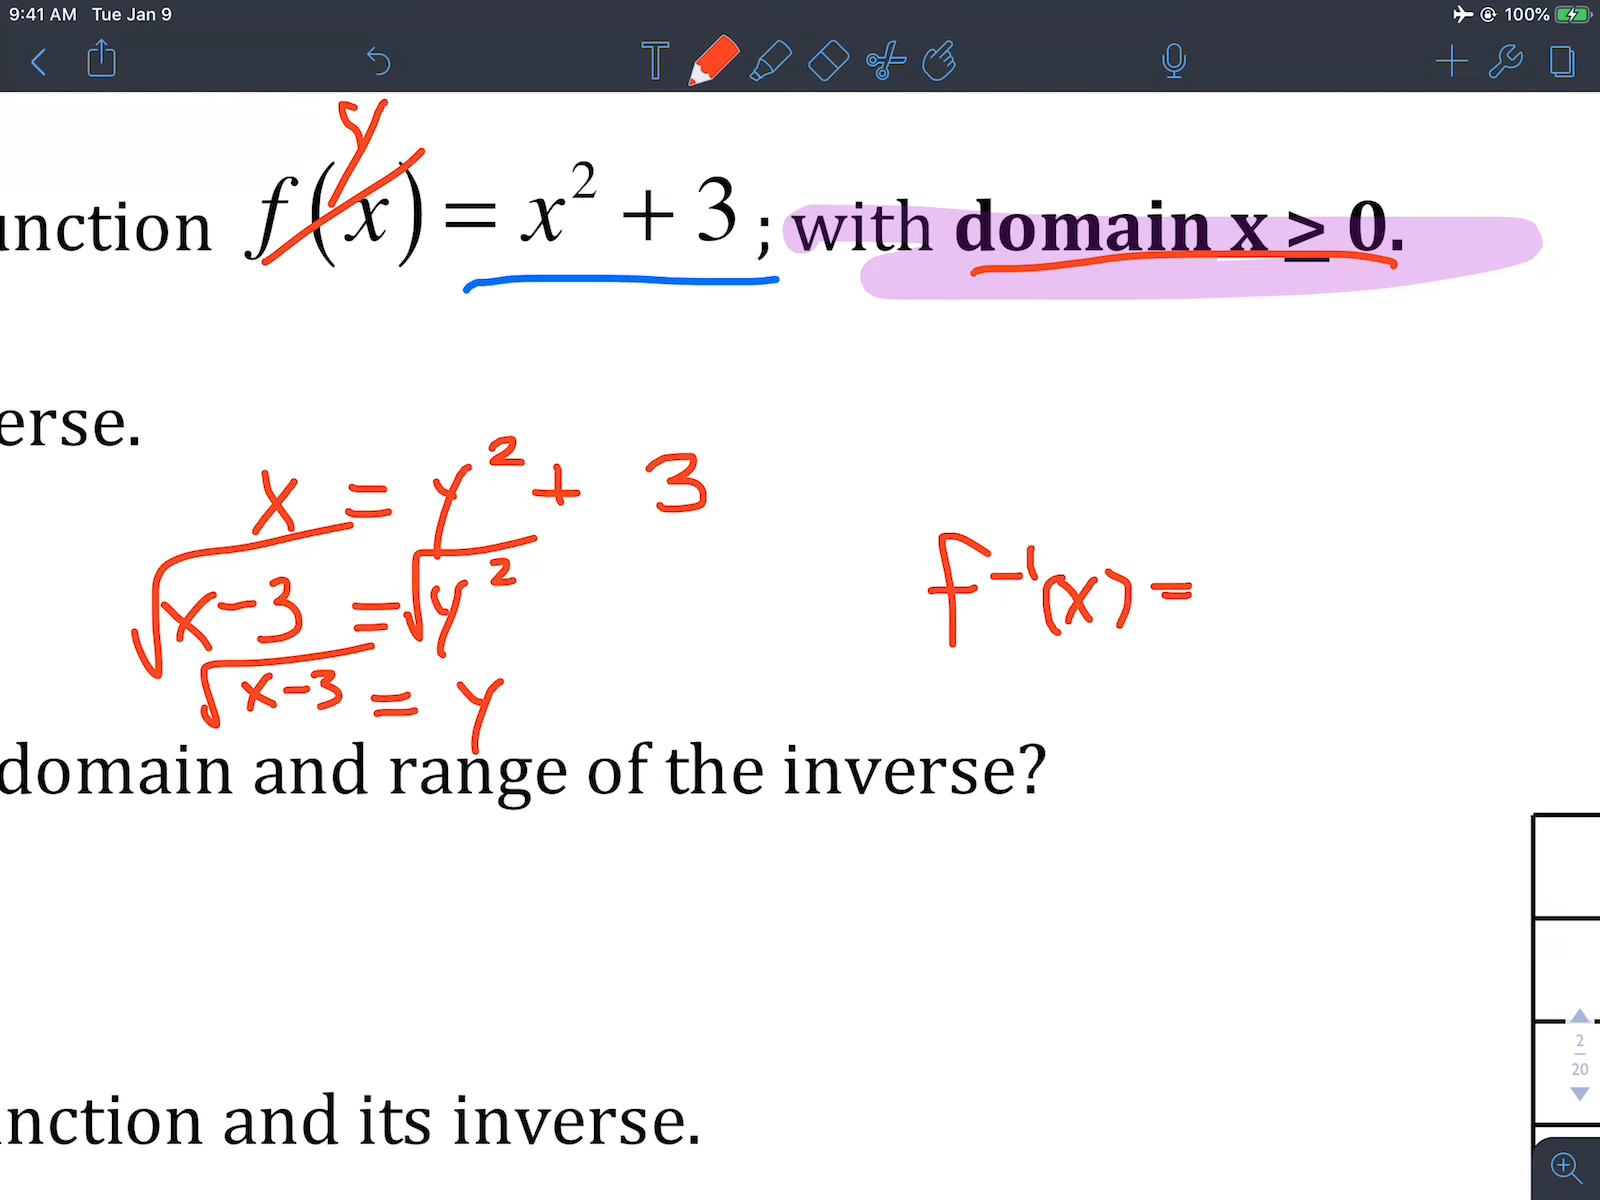 9:41 AM Tue Jan 9 100%
T
y
unction f(x) = x² + 3 ; with domain x ≥ 0.
erse.
x = y² + 3
√x-3 = √y²
f⁻¹(x) =
√x-3 = y
domain and range of the inverse?
2
20
nction and its inverse.